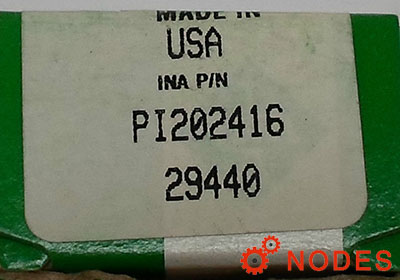 MADE IN
USA
INA P/N
PI202416
29440
NODES